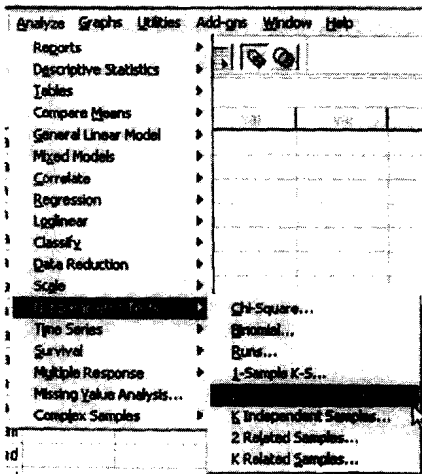 Analyze Graphs Utilities Add-ons Window Help
Reports
Descriptive Statistics
Tables
Compare Means
General Linear Model
Mixed Models
Correlate
Regression
Loglinear
Classify
Data Reduction
Scale
Time Series
Survival
Multiple Response
Missing Value Analysis...
Complex Samples
Chi-Square...
Binomial...
Runs...
1-Sample K-S...
K Independent Samples...
2 Related Samples...
K Related Samples...